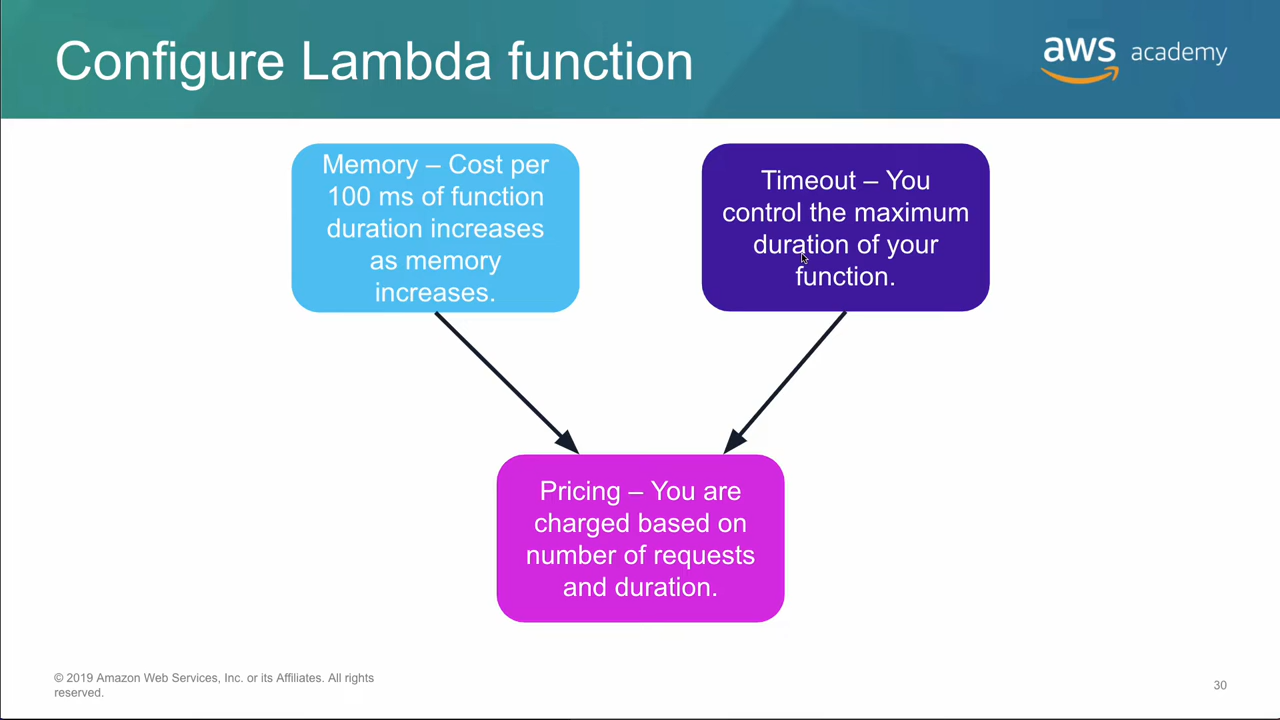 Configure Lambda function
aws academy
Memory – Cost per
100 ms of function
duration increases
as memory
increases.
Timeout – You
control the maximum
duration of your
function.
Pricing – You are
charged based on
number of requests
and duration.
© 2019 Amazon Web Services, Inc. or its Affiliates. All rights
reserved.
30